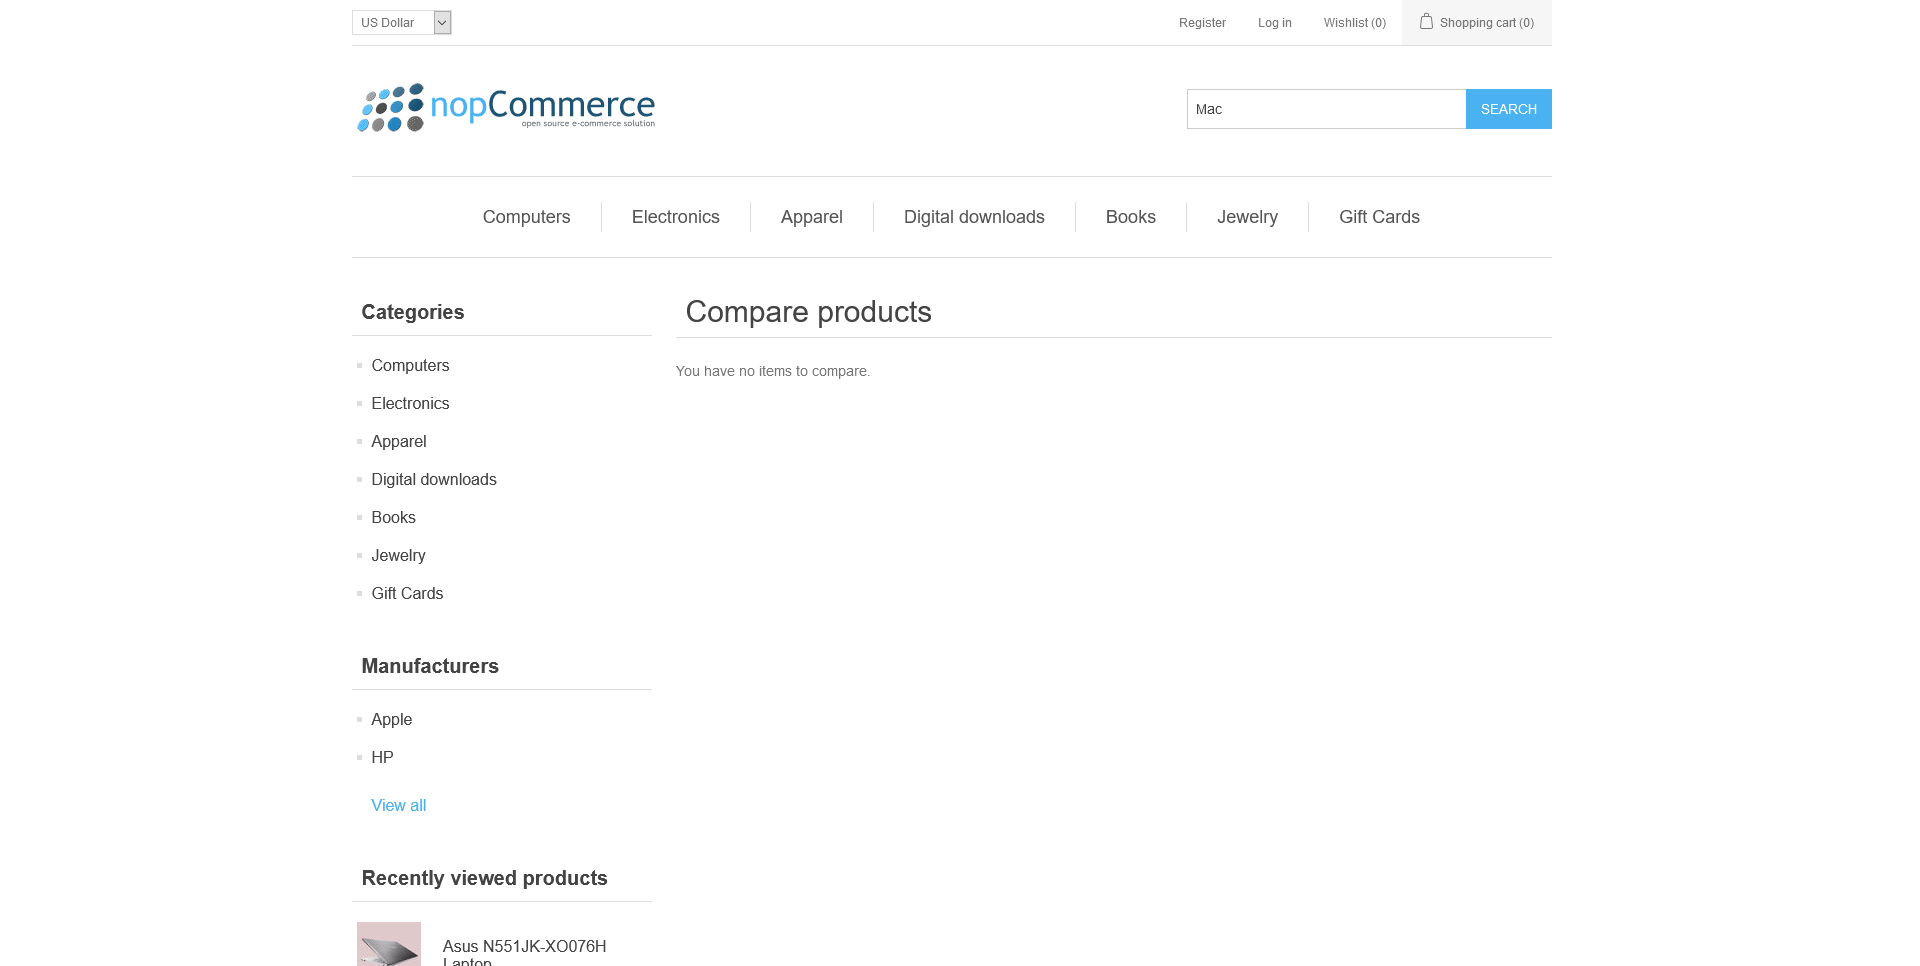 US Dollar
Register
Log in
Wishlist (0)
Shopping cart (0)
nopCommerce
open source e-commerce solution
Mac
SEARCH
Computers
Electronics
Apparel
Digital downloads
Books
Jewelry
Gift Cards
Categories
Computers
Electronics
Apparel
Digital downloads
Books
Jewelry
Gift Cards
Manufacturers
Apple
HP
View all
Recently viewed products
Asus N551JK-XO076H
Laptop
Compare products
You have no items to compare.